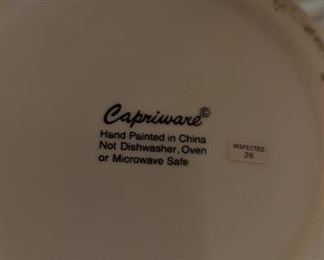 Capriware©
Hand Painted in China
Not Dishwasher, Oven
or Microwave Safe
INSPECTED
26